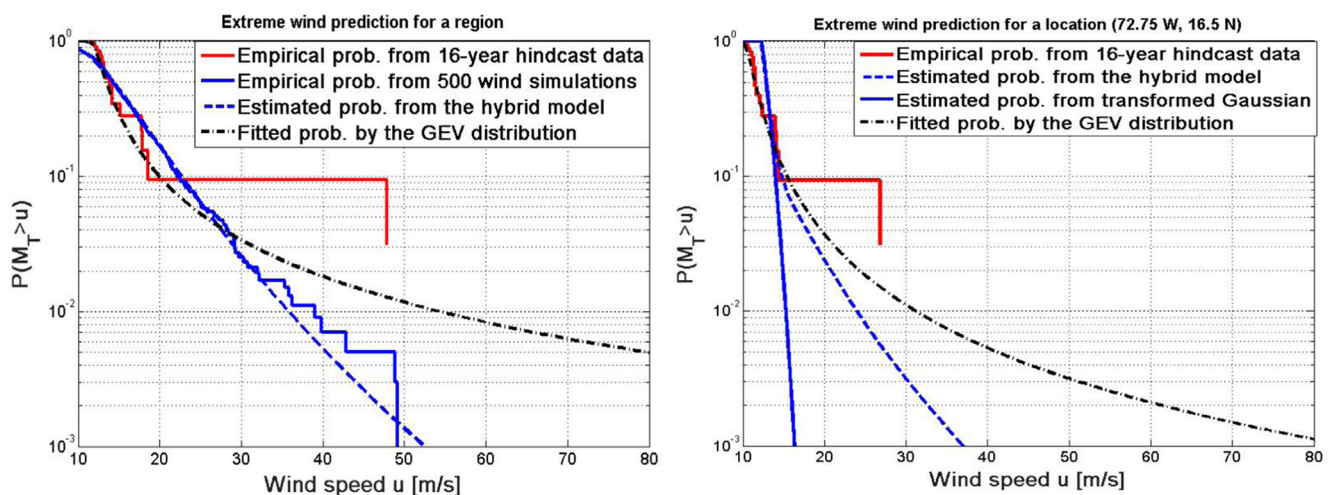 Extreme wind prediction for a region
Empirical prob. from 16-year hindcast data
Empirical prob. from 500 wind simulations
Estimated prob. from the hybrid model
Fitted prob. by the GEV distribution
10^0
10^-1
10^-2
10^-3
P(M_T>u)
10 20 30 40 50 60 70 80
Wind speed u [m/s]
Extreme wind prediction for a location (72.75 W, 16.5 N)
Empirical prob. from 16-year hindcast data
Estimated prob. from the hybrid model
Estimated prob. from transformed Gaussian
Fitted prob. by the GEV distribution
10^0
10^-1
10^-2
10^-3
P(M_T>u)
10 20 30 40 50 60 70 80
Wind speed u [m/s]